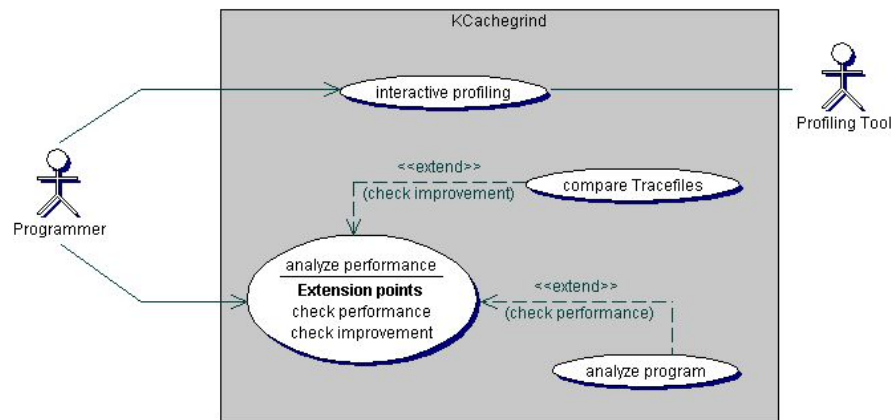 KCachegrind
interactive profiling
Profiling Tool
<<extend>>
(check improvement)
compare Tracefiles
Programmer
analyze performance
Extension points
check performance
check improvement
<<extend>>
(check performance)
analyze program